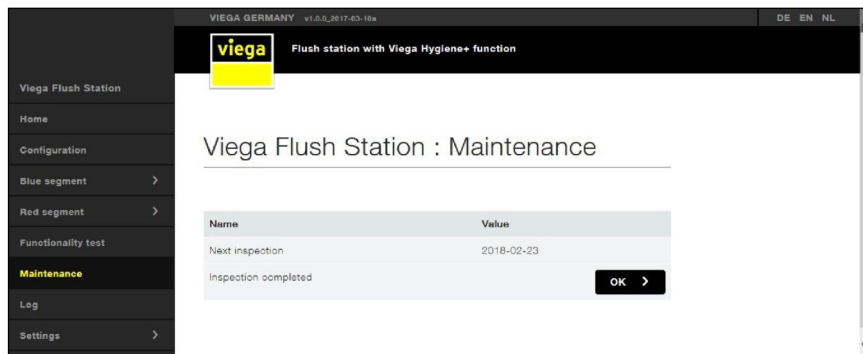 VIEGA GERMANY v1.0.0_2017-03-10a
DE EN NL
viega
Flush station with Viega Hygiene+ function
Viega Flush Station
Home
Configuration
Blue segment
Red segment
Functionality test
Maintenance
Log
Settings
Viega Flush Station : Maintenance
Name Value
Next inspection 2018-02-23
Inspection completed OK